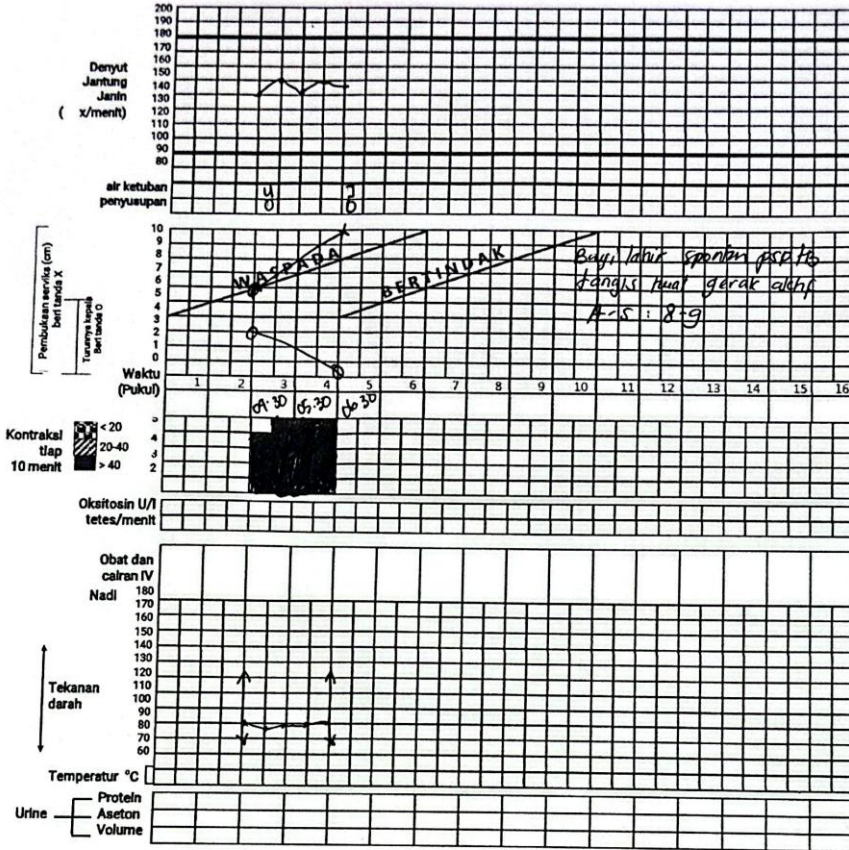 200
190
180
170
160
150
140
130
120
110
100
90
80
Denyut
Jantung
Janin
( x/menit)
air ketuban
penyusupan
U
0
J
0
Pembukaan serviks (cm)
beri tanda X
Turunnya kepala
Beri tanda O
10
9
8
7
6
5
4
3
2
1
0
WASPADA
BERTINDAK
Bayi lahir spontan
tangis kuat gerak aktif
A-S : 8-9
Waktu
(Pukul)
1 2 3 4 5 6 7 8 9 10 11 12 13 14 15 16
04.30 05.30 06.30
Kontraksi
tiap
10 menit
< 20
20-40
> 40
5
4
3
2
Oksitosin U/I
tetes/menit
Obat dan
cairan IV
Nadi
180
170
160
150
140
130
120
110
100
90
80
70
60
Tekanan
darah
Temperatur °C
Urine
Protein
Aseton
Volume